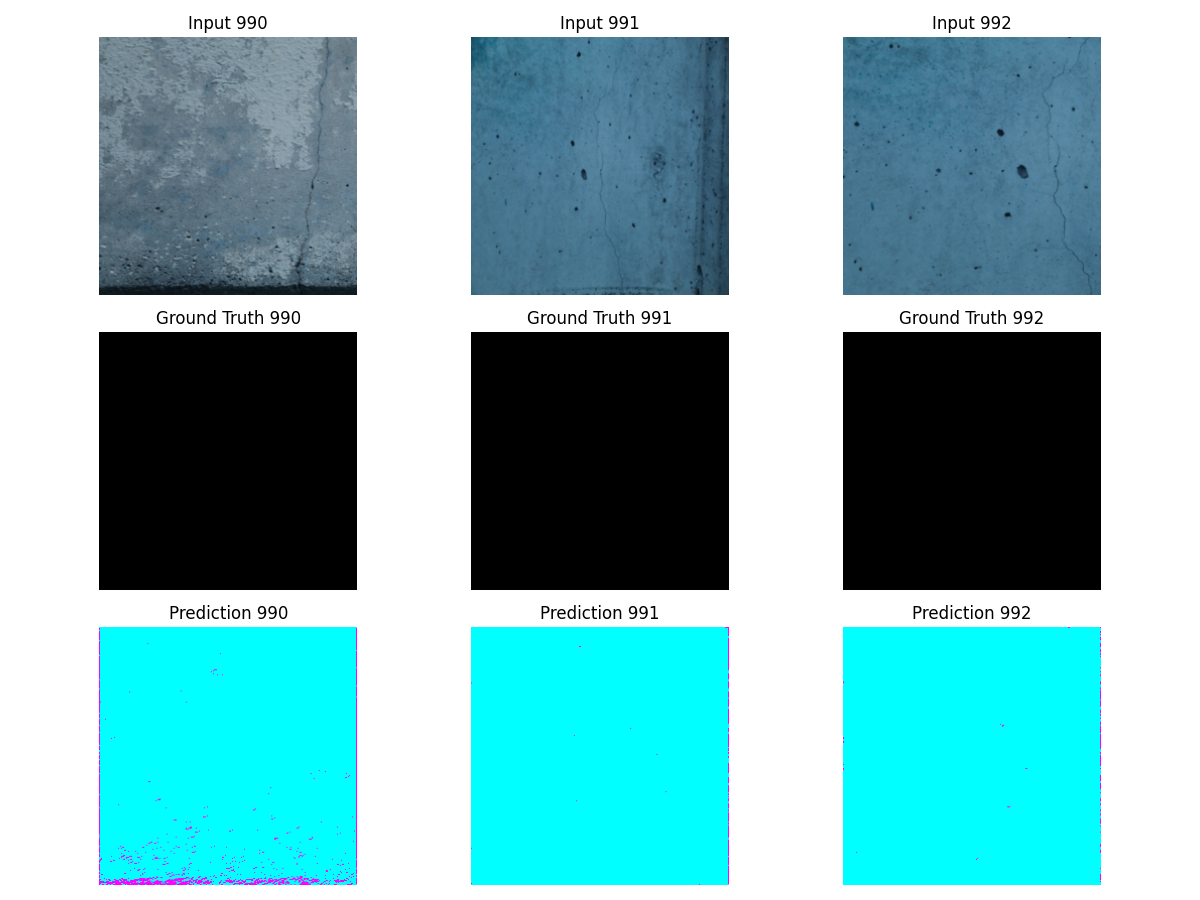 Input 990
Input 991
Input 992
Ground Truth 990
Ground Truth 991
Ground Truth 992
Prediction 990
Prediction 991
Prediction 992